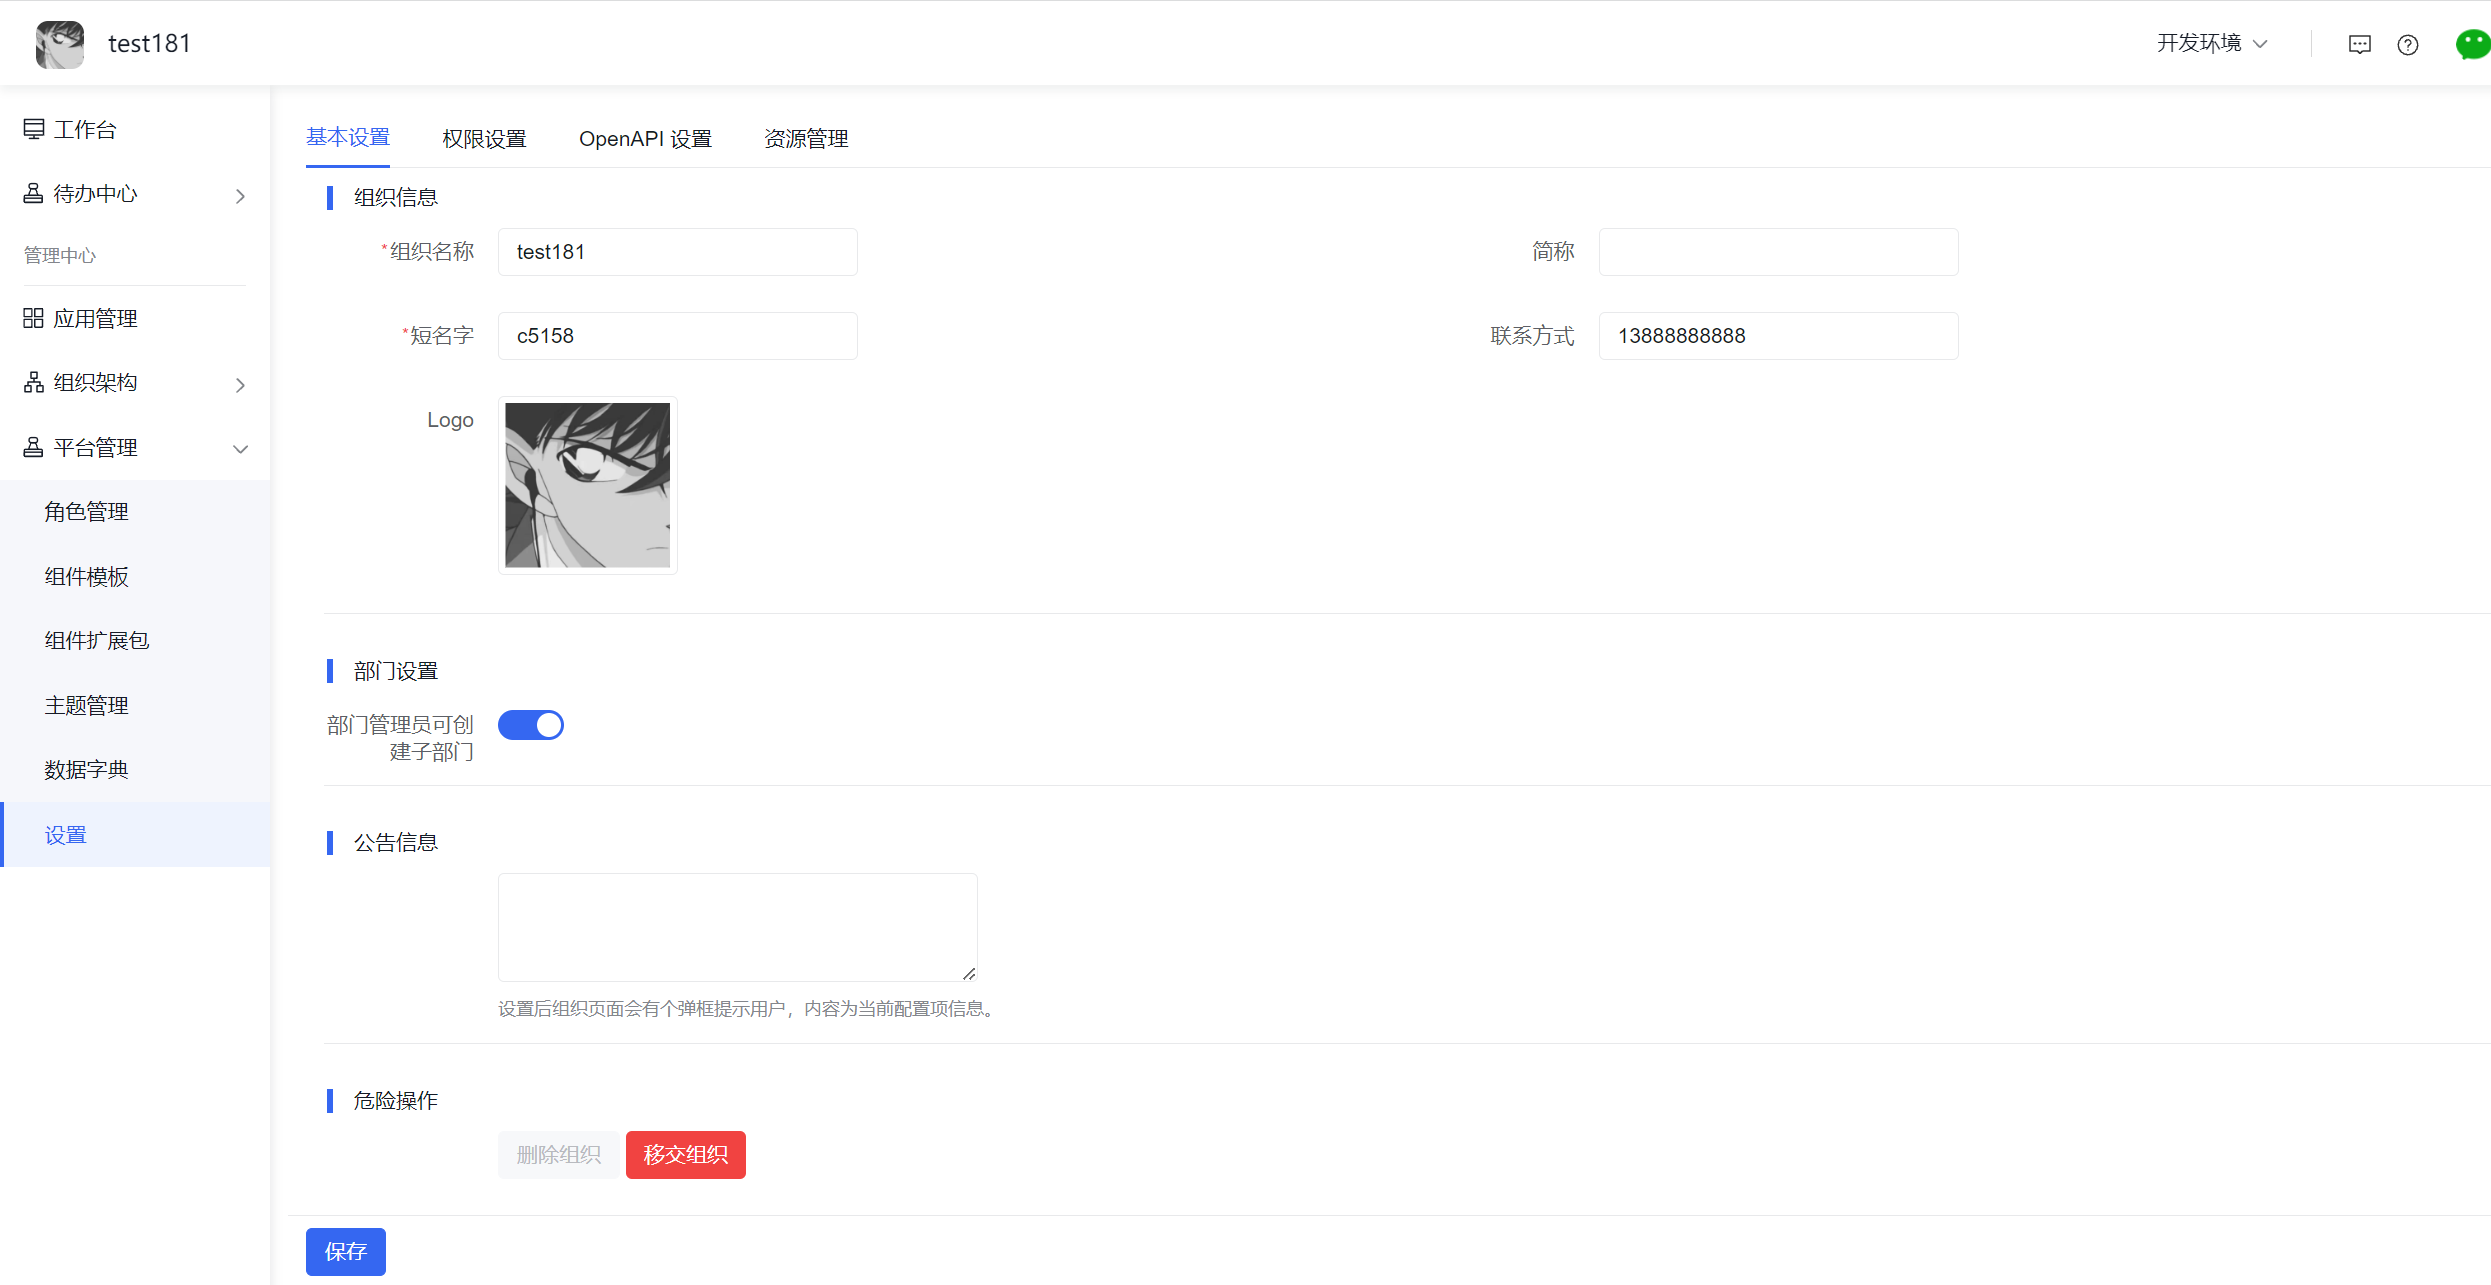 test181
开发环境
工作台
待办中心
管理中心
应用管理
组织架构
平台管理
角色管理
组件模板
组件扩展包
主题管理
数据字典
设置
基本设置 权限设置 OpenAPI 设置 资源管理
组织信息
*组织名称 test181 简称
*短名字 c5158 联系方式 13888888888
Logo
部门设置
部门管理员可创
建子部门
公告信息
设置后组织页面会有个弹框提示用户，内容为当前配置项信息。
危险操作
删除组织 移交组织
保存